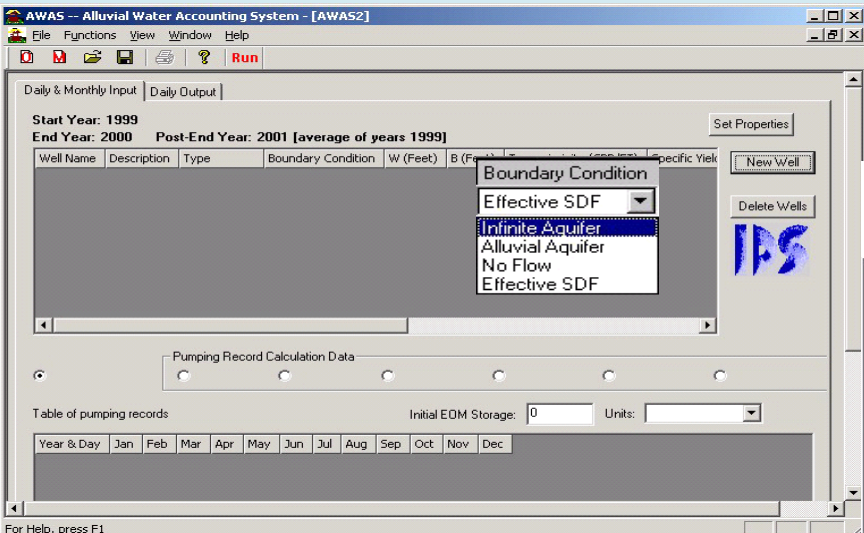 AWAS -- Alluvial Water Accounting System - [AWAS2]
File Functions View Window Help
Run
Daily & Monthly Input Daily Output
Start Year: 1999
End Year: 2000 Post-End Year: 2001 [average of years 1999]
Set Properties
Well Name Description Type Boundary Condition W (Feet) B (Feet) Specific Yield
New Well
Boundary Condition
Effective SDF
Infinite Aquifer
Alluvial Aquifer
No Flow
Effective SDF
Delete Wells
IDS
Pumping Record Calculation Data
Table of pumping records Initial EOM Storage: 0 Units:
Year & Day Jan Feb Mar Apr May Jun Jul Aug Sep Oct Nov Dec
For Help, press F1